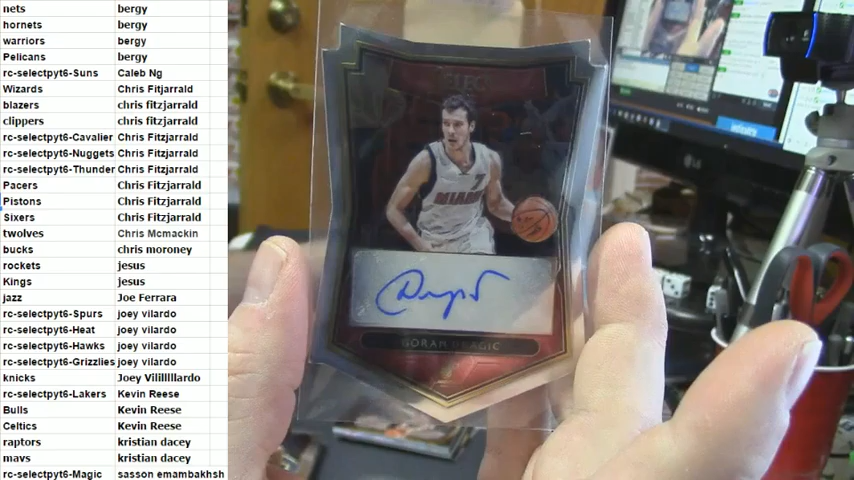 nets bergy
hornets bergy
warriors bergy
Pelicans bergy
rc-selectpyt6-Suns Caleb Ng
Wizards Chris Fitjarrald
blazers chris fitzjarrald
clippers chris fitzjarrald
rc-selectpyt6-Cavalier Chris Fitzjarrald
rc-selectpyt6-Nuggets Chris Fitzjarrald
rc-selectpyt6-Thunder Chris Fitzjarrald
Pacers Chris Fitzjarrald
Pistons Chris Fitzjarrald
Sixers Chris Fitzjarrald
twolves Chris Mcmackin
bucks chris moroney
rockets jesus
Kings jesus
jazz Joe Ferrara
rc-selectpyt6-Spurs joey vilardo
rc-selectpyt6-Heat joey vilardo
rc-selectpyt6-Hawks joey vilardo
rc-selectpyt6-Grizzlies joey vilardo
knicks Joey Vilillllardo
rc-selectpyt6-Lakers Kevin Reese
Bulls Kevin Reese
Celtics Kevin Reese
raptors kristian dacey
mavs kristian dacey
rc-selectpyt6-Magic sasson emambakhsh
SELECT
MIAMI
7
GORAN DRAGIC
LG